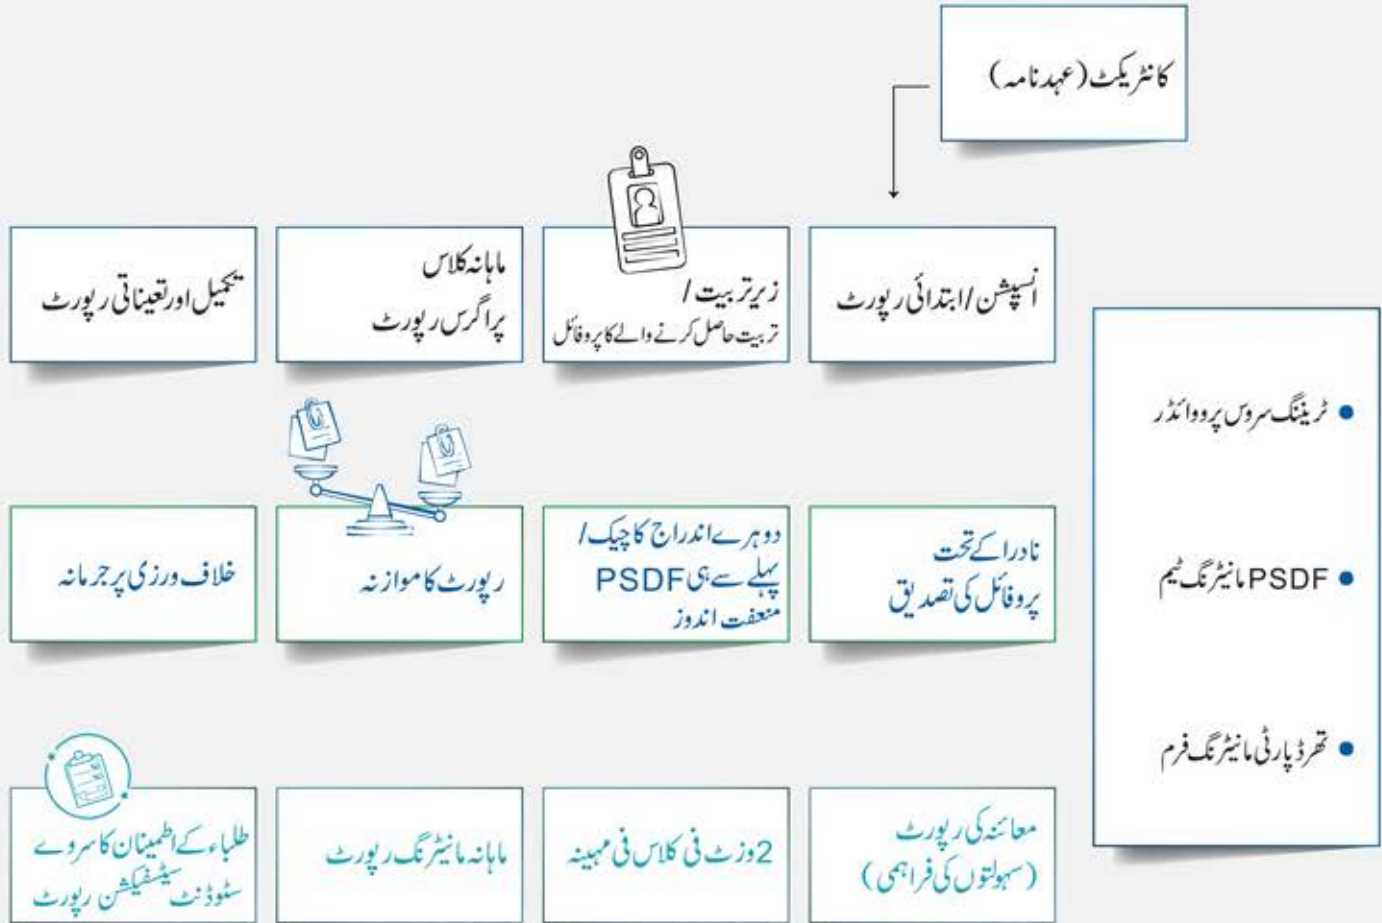 کانٹریکٹ (عہدنامہ)
انسپشن/ابتدائی رپورٹ
زیرتربیت/
تربیت حاصل کرنے والے کا پروفائل
ماہانہ کلاس
پراگرس رپورٹ
تکمیل اور تعیناتی رپورٹ
ٹریننگ سروس پرووائڈر
نادرا کے تحت
پروفائل کی تصدیق
دوہرے اندراج کا چیک/
پہلے سے ہی PSDF
منعفت اندوز
رپورٹ کا موازنہ
خلاف ورزی پر جرمانہ
PSDF مانیٹرنگ ٹیم
معائنہ کی رپورٹ
(سہولتوں کی فراہمی)
2 وزٹ فی کلاس فی مہینہ
ماہانہ مانیٹرنگ رپورٹ
طلباء کے اطمینان کا سروے
سٹوڈنٹ سیٹسفیکشن رپورٹ
تھرڈ پارٹی مانیٹرنگ فرم